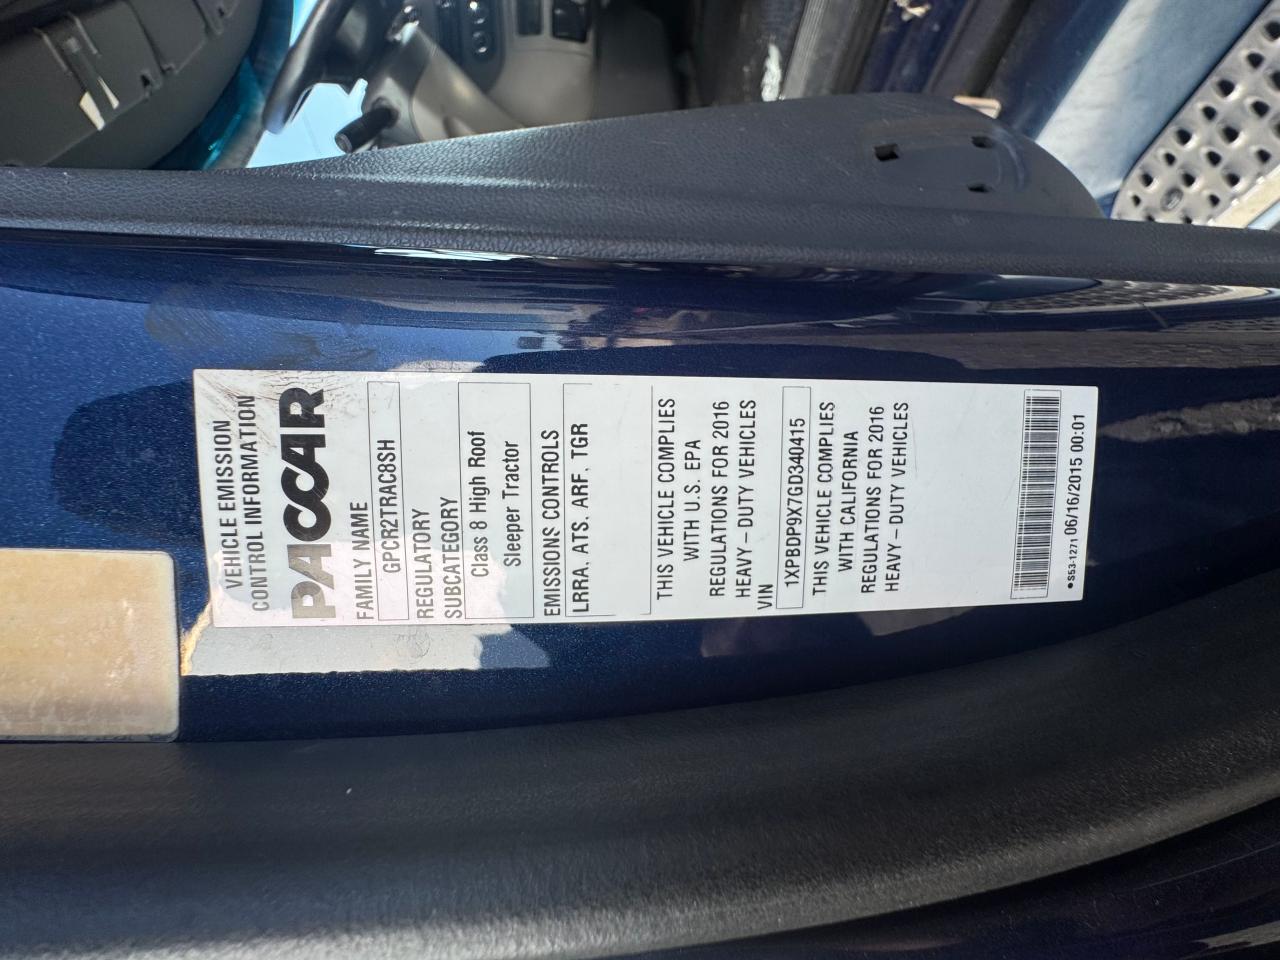 VEHICLE EMISSION
CONTROL INFORMATION
PACCAR
FAMILY NAME
GPCR2TRAC8SH
REGULATORY
SUBCATEGORY
Class 8 High Roof
Sleeper Tractor
EMISSIONS CONTROLS
LRRA, ATS, ARF, TGR
THIS VEHICLE COMPLIES
WITH U.S. EPA
REGULATIONS FOR 2016
HEAVY – DUTY VEHICLES
VIN
1XPBDP9X7GD340415
THIS VEHICLE COMPLIES
WITH CALIFORNIA
REGULATIONS FOR 2016
HEAVY – DUTY VEHICLES
•S53-1271 06/16/2015 00:01